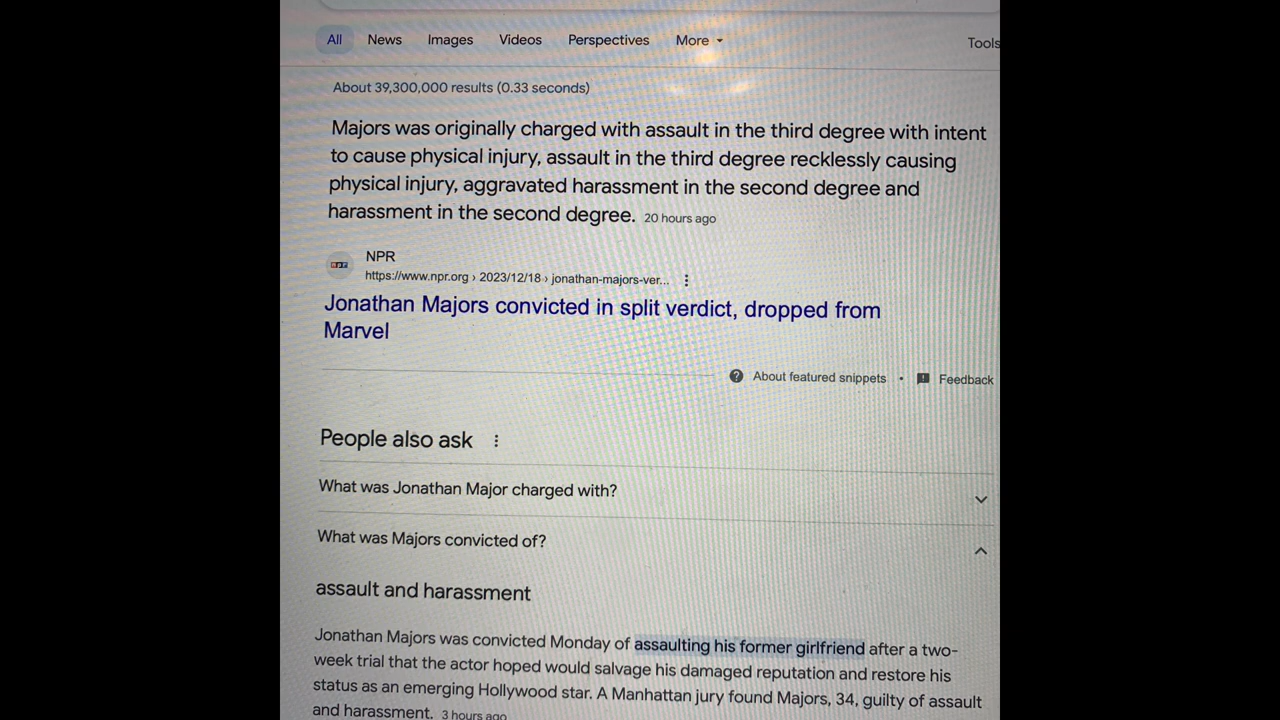 All News Images Videos Perspectives More Tools
About 39,300,000 results (0.33 seconds)
Majors was originally charged with assault in the third degree with intent
to cause physical injury, assault in the third degree recklessly causing
physical injury, aggravated harassment in the second degree and
harassment in the second degree. 20 hours ago
npr
NPR
https://www.npr.org › 2023/12/18 › jonathan-majors-ver...
Jonathan Majors convicted in split verdict, dropped from
Marvel
About featured snippets • Feedback
People also ask
What was Jonathan Major charged with?
What was Majors convicted of?
assault and harassment
Jonathan Majors was convicted Monday of assaulting his former girlfriend after a two-
week trial that the actor hoped would salvage his damaged reputation and restore his
status as an emerging Hollywood star. A Manhattan jury found Majors, 34, guilty of assault
and harassment. 3 hours ago